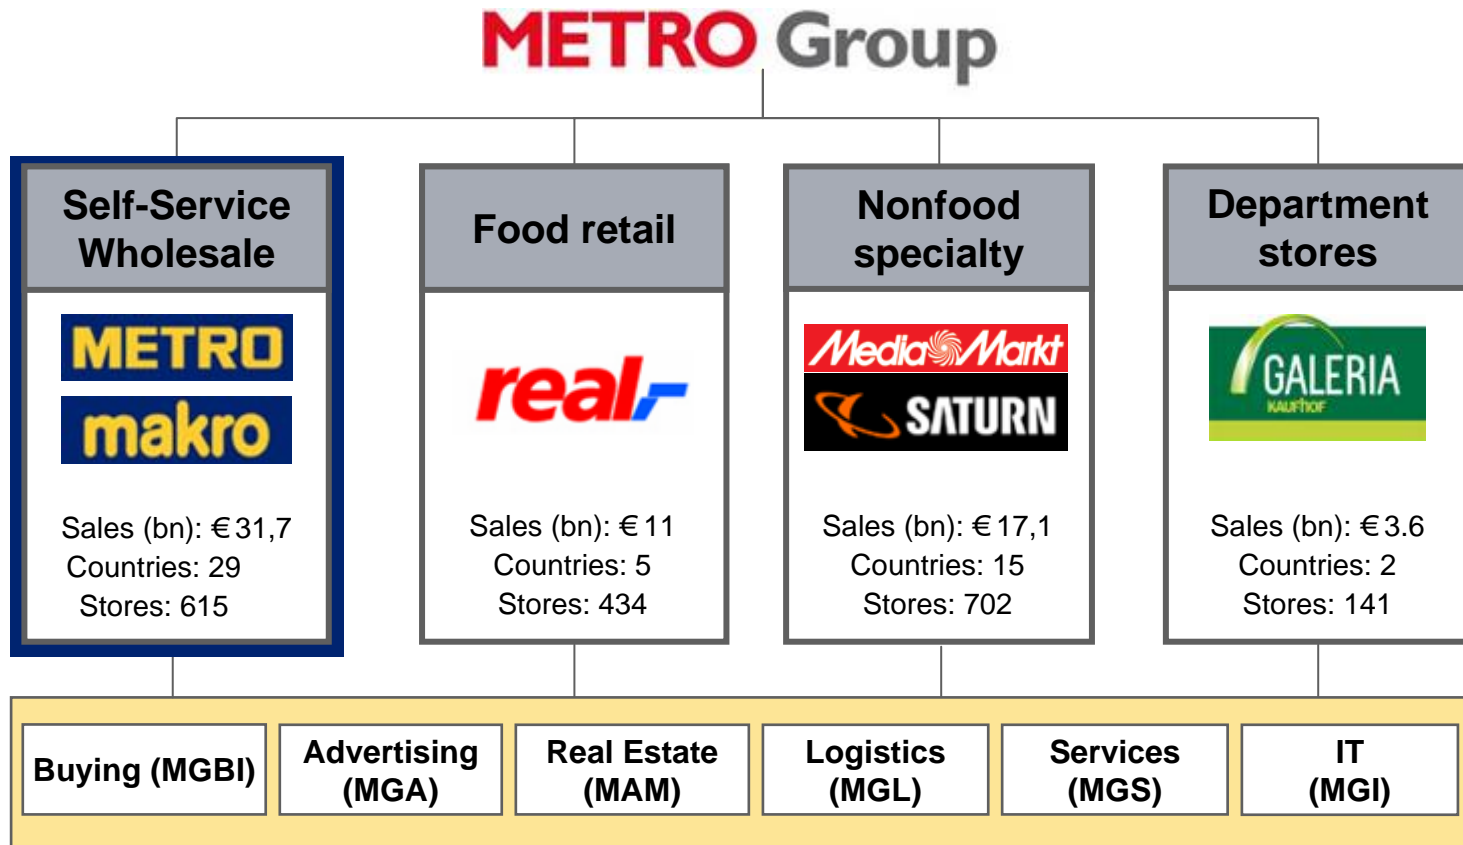 METRO Group
Self-Service
Wholesale
METRO
makro
Sales (bn): € 31,7
Countries: 29
Stores: 615
Food retail
real,-
Sales (bn): € 11
Countries: 5
Stores: 434
Nonfood
specialty
Media Markt
SATURN
Sales (bn): € 17,1
Countries: 15
Stores: 702
Department
stores
GALERIA
KAUFHOF
Sales (bn): € 3.6
Countries: 2
Stores: 141
Buying (MGBI)
Advertising
(MGA)
Real Estate
(MAM)
Logistics
(MGL)
Services
(MGS)
IT
(MGI)